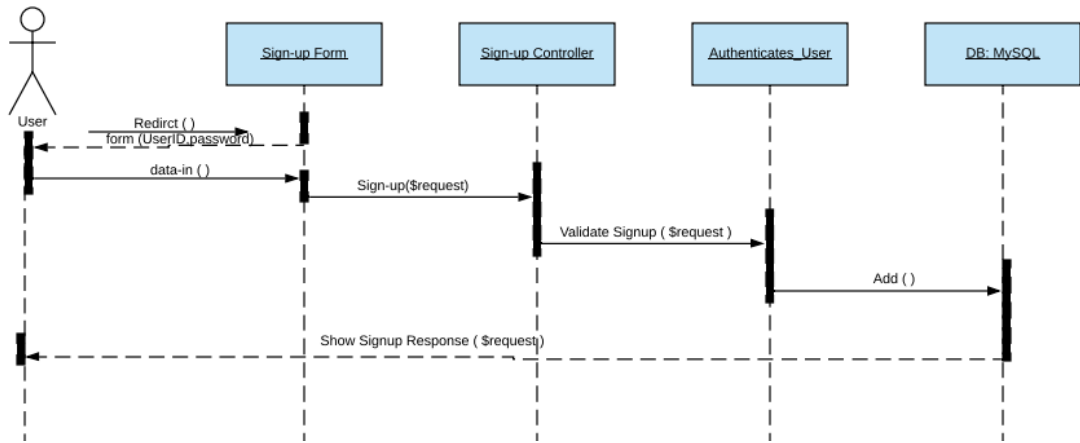 Sign-up Form
Sign-up Controller
Authenticates_User
DB: MySQL
User
Redirct ( )
form (UserID,password)
data-in ( )
Sign-up($request)
Validate Signup ( $request )
Add ( )
Show Signup Response ( $request )